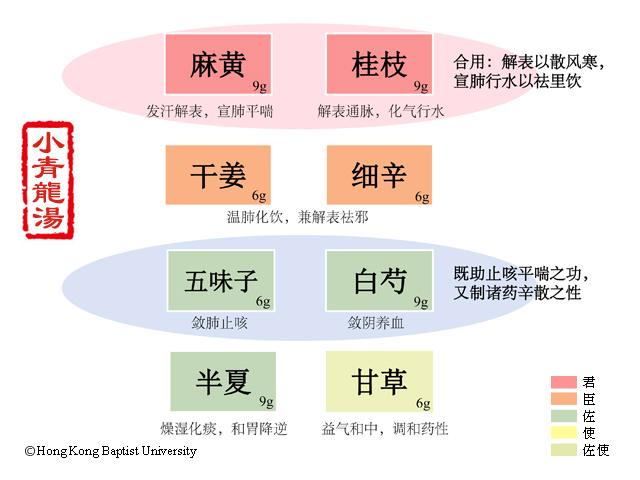 小青龍湯
麻黄
9g
发汗解表，宣肺平喘
桂枝
9g
解表通脉，化气行水
合用：解表以散风寒，
宣肺行水以祛里饮
干姜
6g
细辛
6g
温肺化饮，兼解表祛邪
五味子
6g
敛肺止咳
白芍
9g
敛阴养血
既助止咳平喘之功，
又制诸药辛散之性
半夏
9g
燥湿化痰，和胃降逆
甘草
6g
益气和中，调和药性
君
臣
佐
使
佐使
©Hong Kong Baptist University